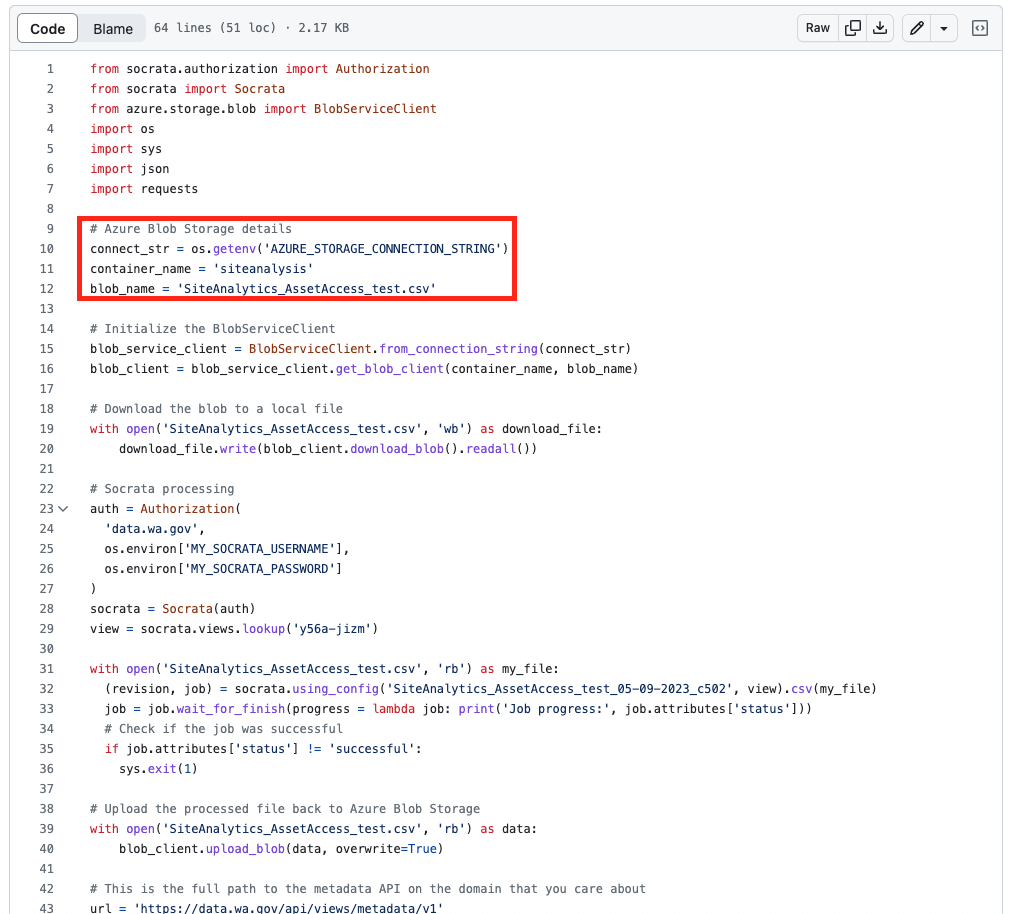 Code Blame 64 lines (51 loc) · 2.17 KB Raw
1 from socrata.authorization import Authorization
2 from socrata import Socrata
3 from azure.storage.blob import BlobServiceClient
4 import os
5 import sys
6 import json
7 import requests
8
9 # Azure Blob Storage details
10 connect_str = os.getenv('AZURE_STORAGE_CONNECTION_STRING')
11 container_name = 'siteanalysis'
12 blob_name = 'SiteAnalytics_AssetAccess_test.csv'
13
14 # Initialize the BlobServiceClient
15 blob_service_client = BlobServiceClient.from_connection_string(connect_str)
16 blob_client = blob_service_client.get_blob_client(container_name, blob_name)
17
18 # Download the blob to a local file
19 with open('SiteAnalytics_AssetAccess_test.csv', 'wb') as download_file:
20     download_file.write(blob_client.download_blob().readall())
21
22 # Socrata processing
23 auth = Authorization(
24   'data.wa.gov',
25   os.environ['MY_SOCRATA_USERNAME'],
26   os.environ['MY_SOCRATA_PASSWORD']
27 )
28 socrata = Socrata(auth)
29 view = socrata.views.lookup('y56a-jizm')
30
31 with open('SiteAnalytics_AssetAccess_test.csv', 'rb') as my_file:
32   (revision, job) = socrata.using_config('SiteAnalytics_AssetAccess_test_05-09-2023_c502', view).csv(my_file)
33   job = job.wait_for_finish(progress = lambda job: print('Job progress:', job.attributes['status']))
34   # Check if the job was successful
35   if job.attributes['status'] != 'successful':
36     sys.exit(1)
37
38 # Upload the processed file back to Azure Blob Storage
39 with open('SiteAnalytics_AssetAccess_test.csv', 'rb') as data:
40     blob_client.upload_blob(data, overwrite=True)
41
42 # This is the full path to the metadata API on the domain that you care about
43 url = 'https://data.wa.gov/api/views/metadata/v1'